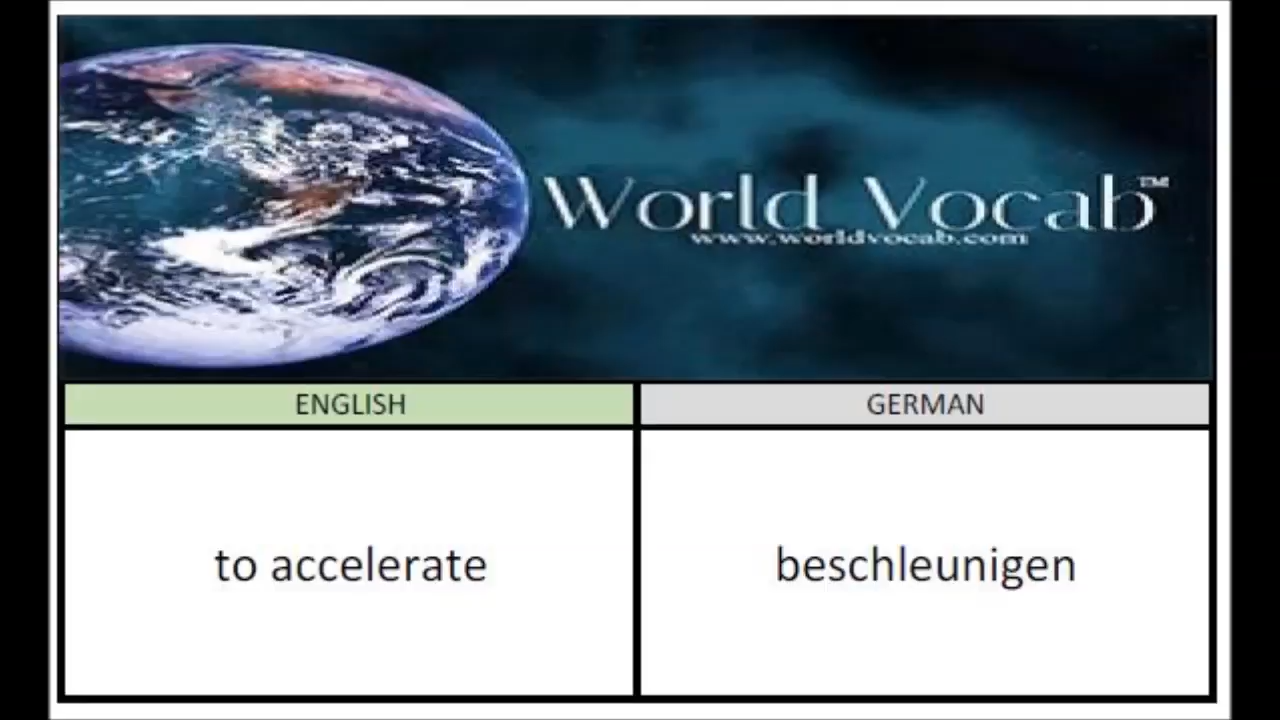 World Vocab™
www.worldvocab.com
ENGLISH
GERMAN
to accelerate
beschleunigen